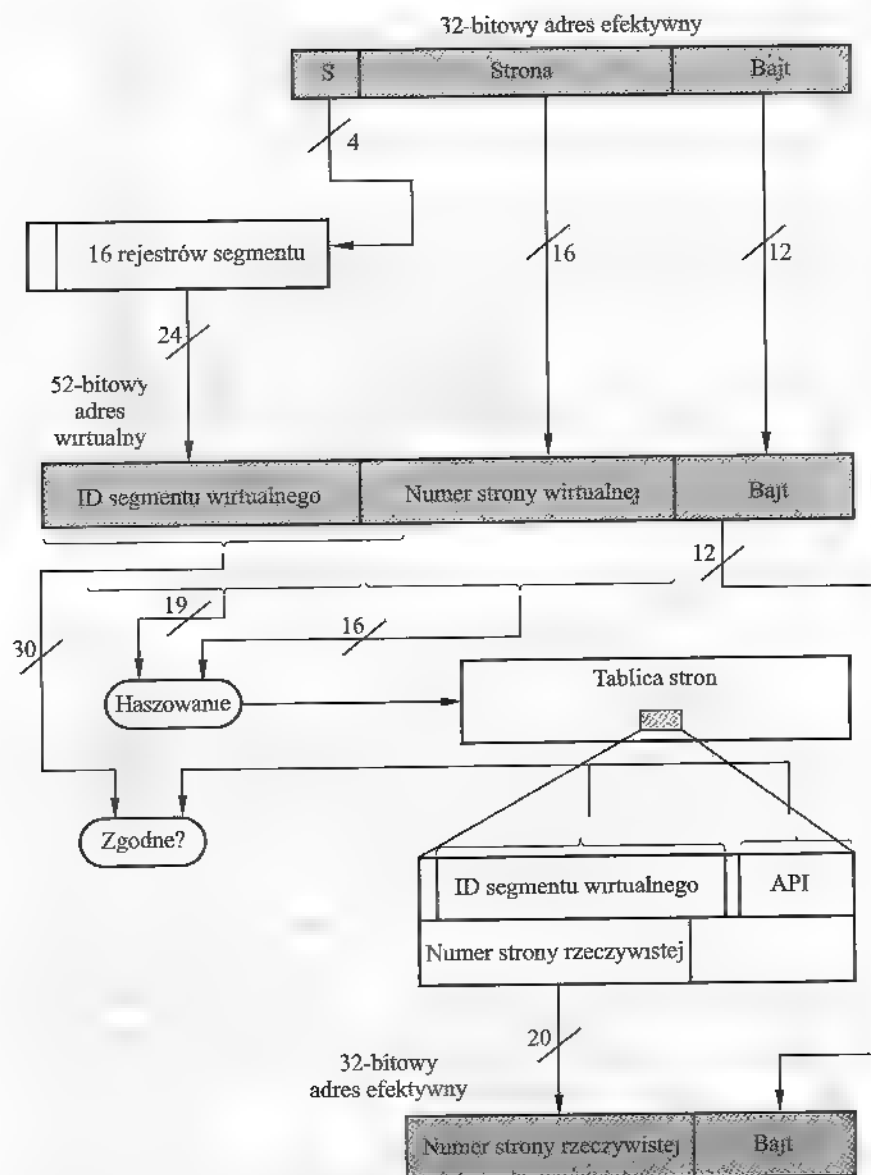 32-bitowy adres efektywny
S
Strona
Bajt
4
16 rejestrów segmentu
16
12
24
52-bitowy
adres
wirtualny
ID segmentu wirtualnego
Numer strony wirtualnej
Bajt
12
19
16
30
Haszowanie
Tablica stron
Zgodne?
ID segmentu wirtualnego
API
Numer strony rzeczywistej
20
32-bitowy
adres efektywny
Numer strony rzeczywistej
Bajt